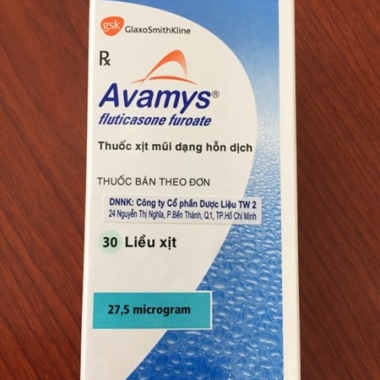 gsk GlaxoSmithKline
Rx
Avamys®
fluticasone furoate
Thuốc xịt mũi dạng hỗn dịch
THUỐC BÁN THEO ĐƠN
DNNK: Công ty Cổ phần Dược Liệu TW 2
24 Nguyễn Thị Nghĩa, P.Bến Thành, Q1, TP.Hồ Chí Minh
30 Liều xịt
27,5 microgram